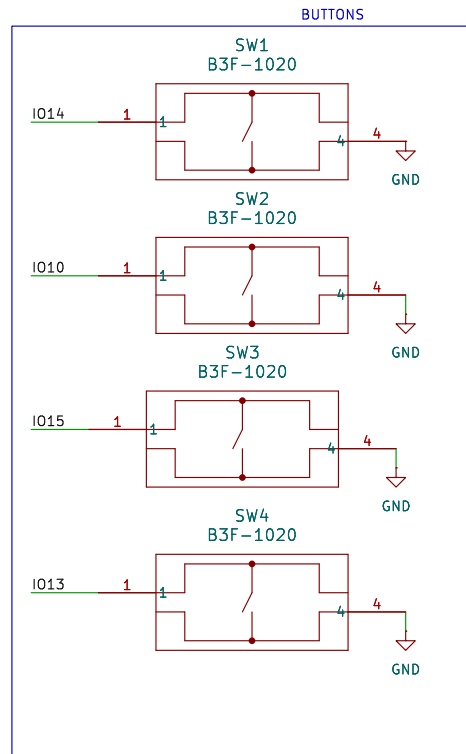 BUTTONS
SW1
B3F-1020
IO14 1 1 4 4
GND
SW2
B3F-1020
IO10 1 1 4 4
GND
SW3
B3F-1020
IO15 1 1 4 4
GND
SW4
B3F-1020
IO13 1 1 4 4
GND